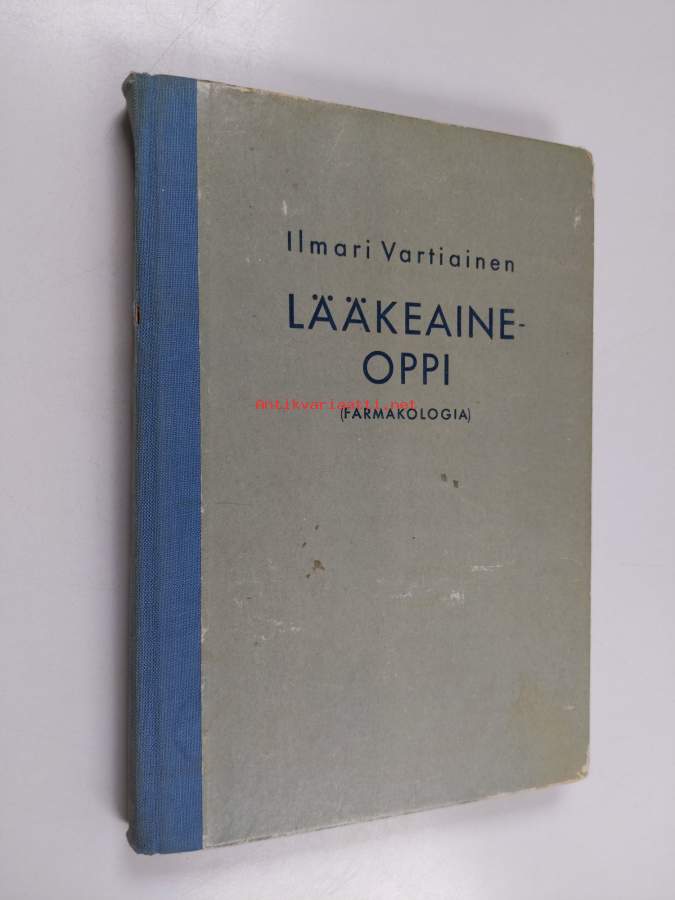 Ilmari Vartiainen
LÄÄKEAINE-
OPPI
Antikvariaatti.net
(FARMAKOLOGIA)